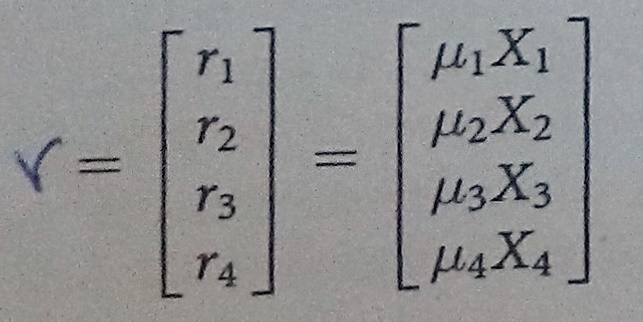 r = [ r₁ r₂ r₃ r₄ ] = [ μ₁X₁ μ₂X₂ μ₃X₃ μ₄X₄ ]